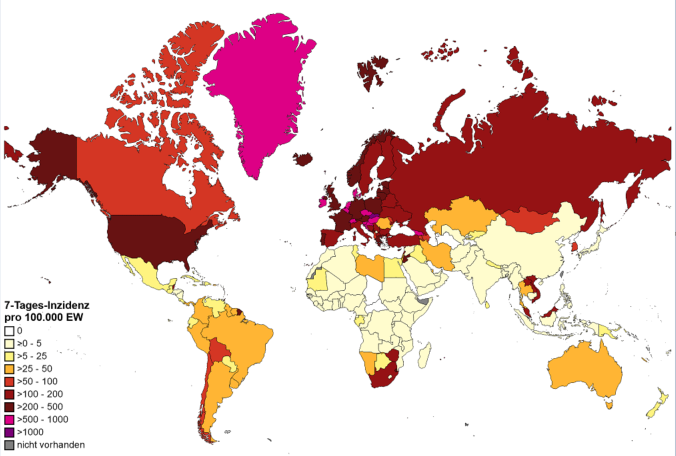 7-Tages-Inzidenz
pro 100.000 EW
0
>0 - 5
>5 - 25
>25 - 50
>50 - 100
>100 - 200
>200 - 500
>500 - 1000
>1000
nicht vorhanden